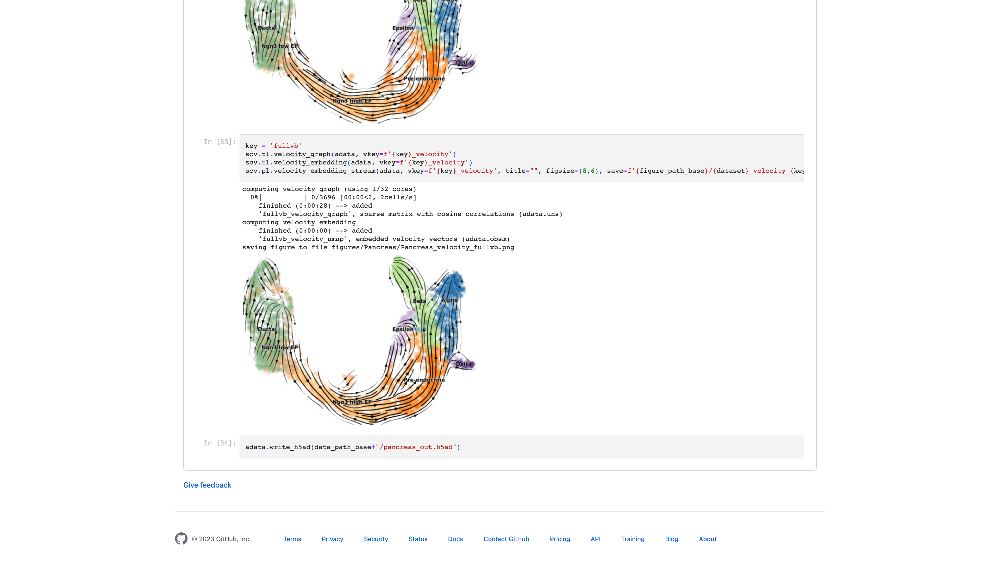 Beta
Alpha
Ductal
Epsilon
Ngn3 low EP
Delta
Pre-endocrine
Ngn3 high EP
In [33]:
key = 'fullvb'
scv.tl.velocity_graph(adata, vkey=f'{key}_velocity')
scv.tl.velocity_embedding(adata, vkey=f'{key}_velocity')
scv.pl.velocity_embedding_stream(adata, vkey=f'{key}_velocity', title="", figsize=(8,6), save=f'{figure_path_base}/{dataset}_velocity_{key
computing velocity graph (using 1/32 cores)
0%| | 0/3696 [00:00<?, ?cells/s]
finished (0:00:28) --> added
'fullvb_velocity_graph', sparse matrix with cosine correlations (adata.uns)
computing velocity embedding
finished (0:00:00) --> added
'fullvb_velocity_umap', embedded velocity vectors (adata.obsm)
saving figure to file figures/Pancreas/Pancreas_velocity_fullvb.png
Beta
Alpha
Ductal
Epsilon
Ngn3 low EP
Delta
Pre-endocrine
Ngn3 high EP
In [34]:
adata.write_h5ad(data_path_base+"/pancreas_out.h5ad")
Give feedback
© 2023 GitHub, Inc.
Terms
Privacy
Security
Status
Docs
Contact GitHub
Pricing
API
Training
Blog
About